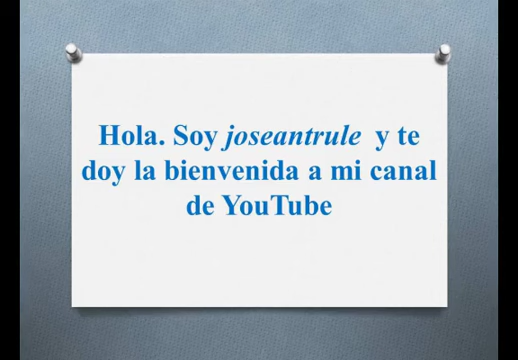 Hola. Soy joseantrule y te
doy la bienvenida a mi canal
de YouTube